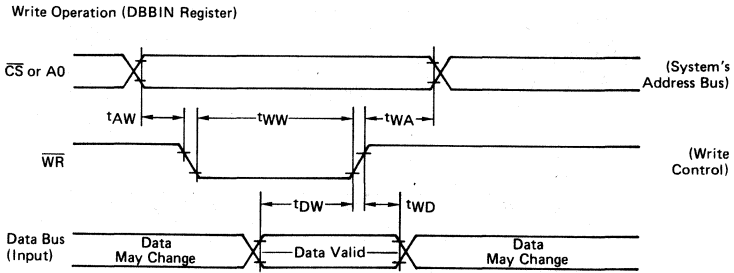 Write Operation (DBBIN Register)
CS or A0
(System's
Address Bus)
tAW
tWW
tWA
WR
(Write
Control)
tDW
tWD
Data Bus
(Input)
Data
May Change
Data Valid
Data
May Change